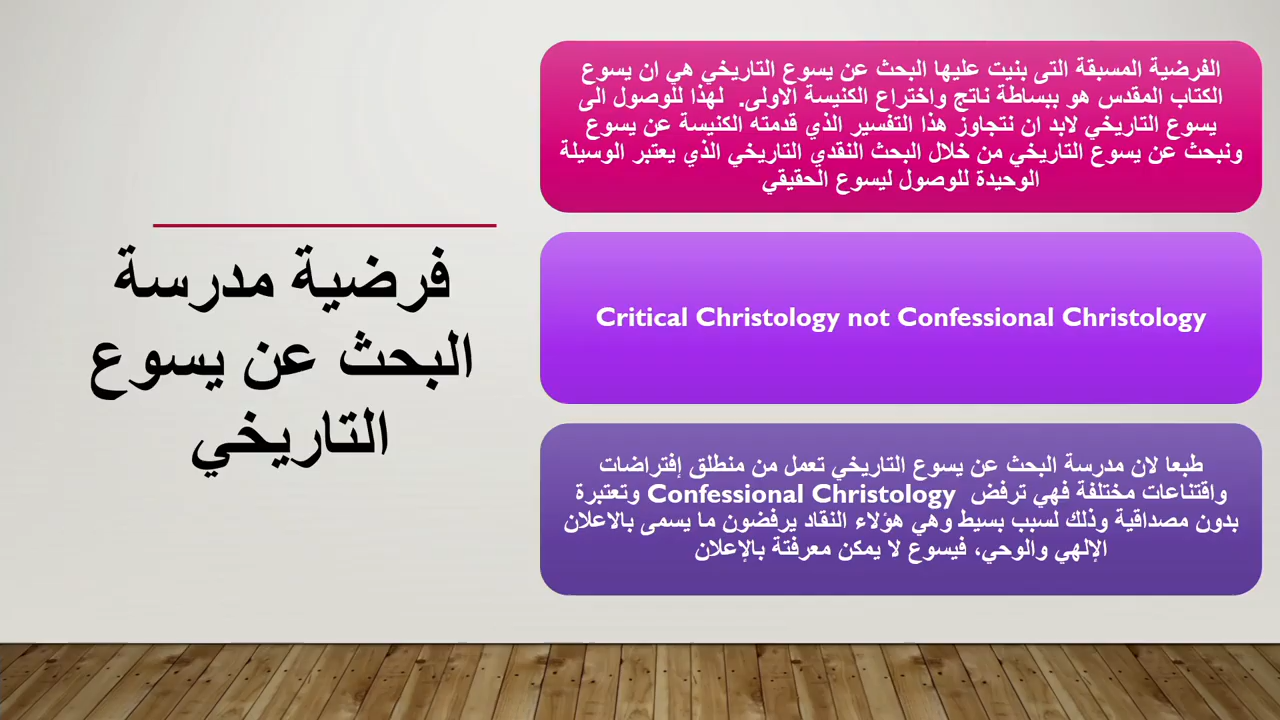 فرضية مدرسة
البحث عن يسوع
التاريخي
الفرضية المسبقة التى بنيت عليها البحث عن يسوع التاريخي هي ان يسوع
الكتاب المقدس هو ببساطة ناتج واختراع الكنيسة الاولى. لهذا للوصول الى
يسوع التاريخي لابد ان نتجاوز هذا التفسير الذي قدمته الكنيسة عن يسوع
ونبحث عن يسوع التاريخي من خلال البحث النقدي التاريخي الذي يعتبر الوسيلة
الوحيدة للوصول ليسوع الحقيقي
Critical Christology not Confessional Christology
طبعا لان مدرسة البحث عن يسوع التاريخي تعمل من منطلق إفتراضات
واقتناعات مختلفة فهي ترفض Confessional Christology وتعتبرة
بدون مصداقية وذلك لسبب بسيط وهي هؤلاء النقاد يرفضون ما يسمى بالاعلان
الإلهي والوحي، فيسوع لا يمكن معرفتة بالإعلان